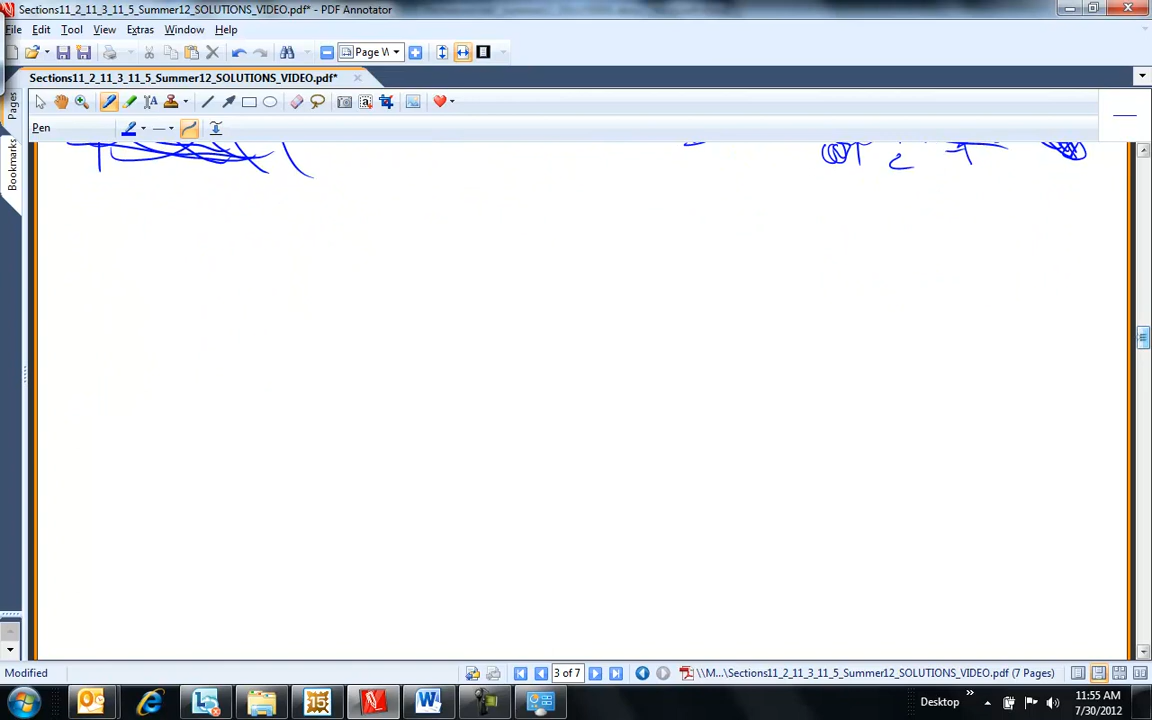 Sections11_2_11_3_11_5_Summer12_SOLUTIONS_VIDEO.pdf* - PDF Annotator
File Edit Tool View Extras Window Help
Page W
Sections11_2_11_3_11_5_Summer12_SOLUTIONS_VIDEO.pdf*
Pages
Bookmarks
Pen
Modified
3 of 7
\\M...\Sections11_2_11_3_11_5_Summer12_SOLUTIONS_VIDEO.pdf (7 Pages)
Desktop
11:55 AM
7/30/2012